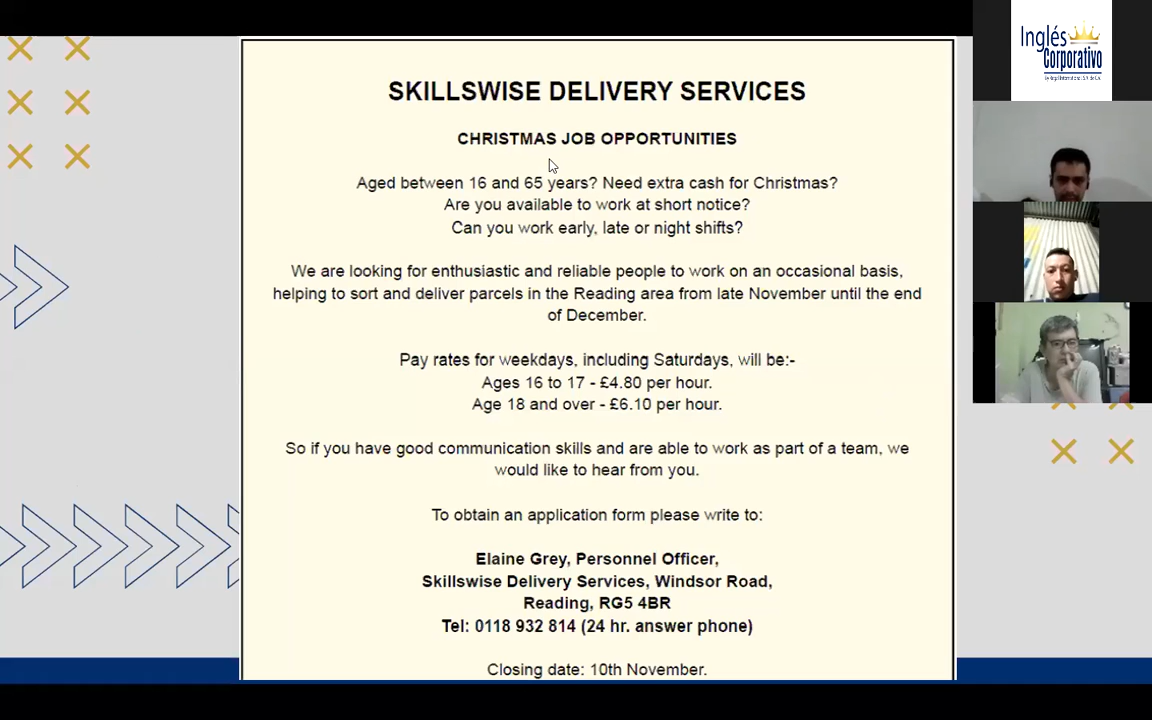 SKILLSWISE DELIVERY SERVICES
CHRISTMAS JOB OPPORTUNITIES
Aged between 16 and 65 years? Need extra cash for Christmas?
Are you available to work at short notice?
Can you work early, late or night shifts?
We are looking for enthusiastic and reliable people to work on an occasional basis,
helping to sort and deliver parcels in the Reading area from late November until the end
of December.
Pay rates for weekdays, including Saturdays, will be:-
Ages 16 to 17 - £4.80 per hour.
Age 18 and over - £6.10 per hour.
So if you have good communication skills and are able to work as part of a team, we
would like to hear from you.
To obtain an application form please write to:
Elaine Grey, Personnel Officer,
Skillswise Delivery Services, Windsor Road,
Reading, RG5 4BR
Tel: 0118 932 814 (24 hr. answer phone)
Closing date: 10th November.
Inglés
Corporativo